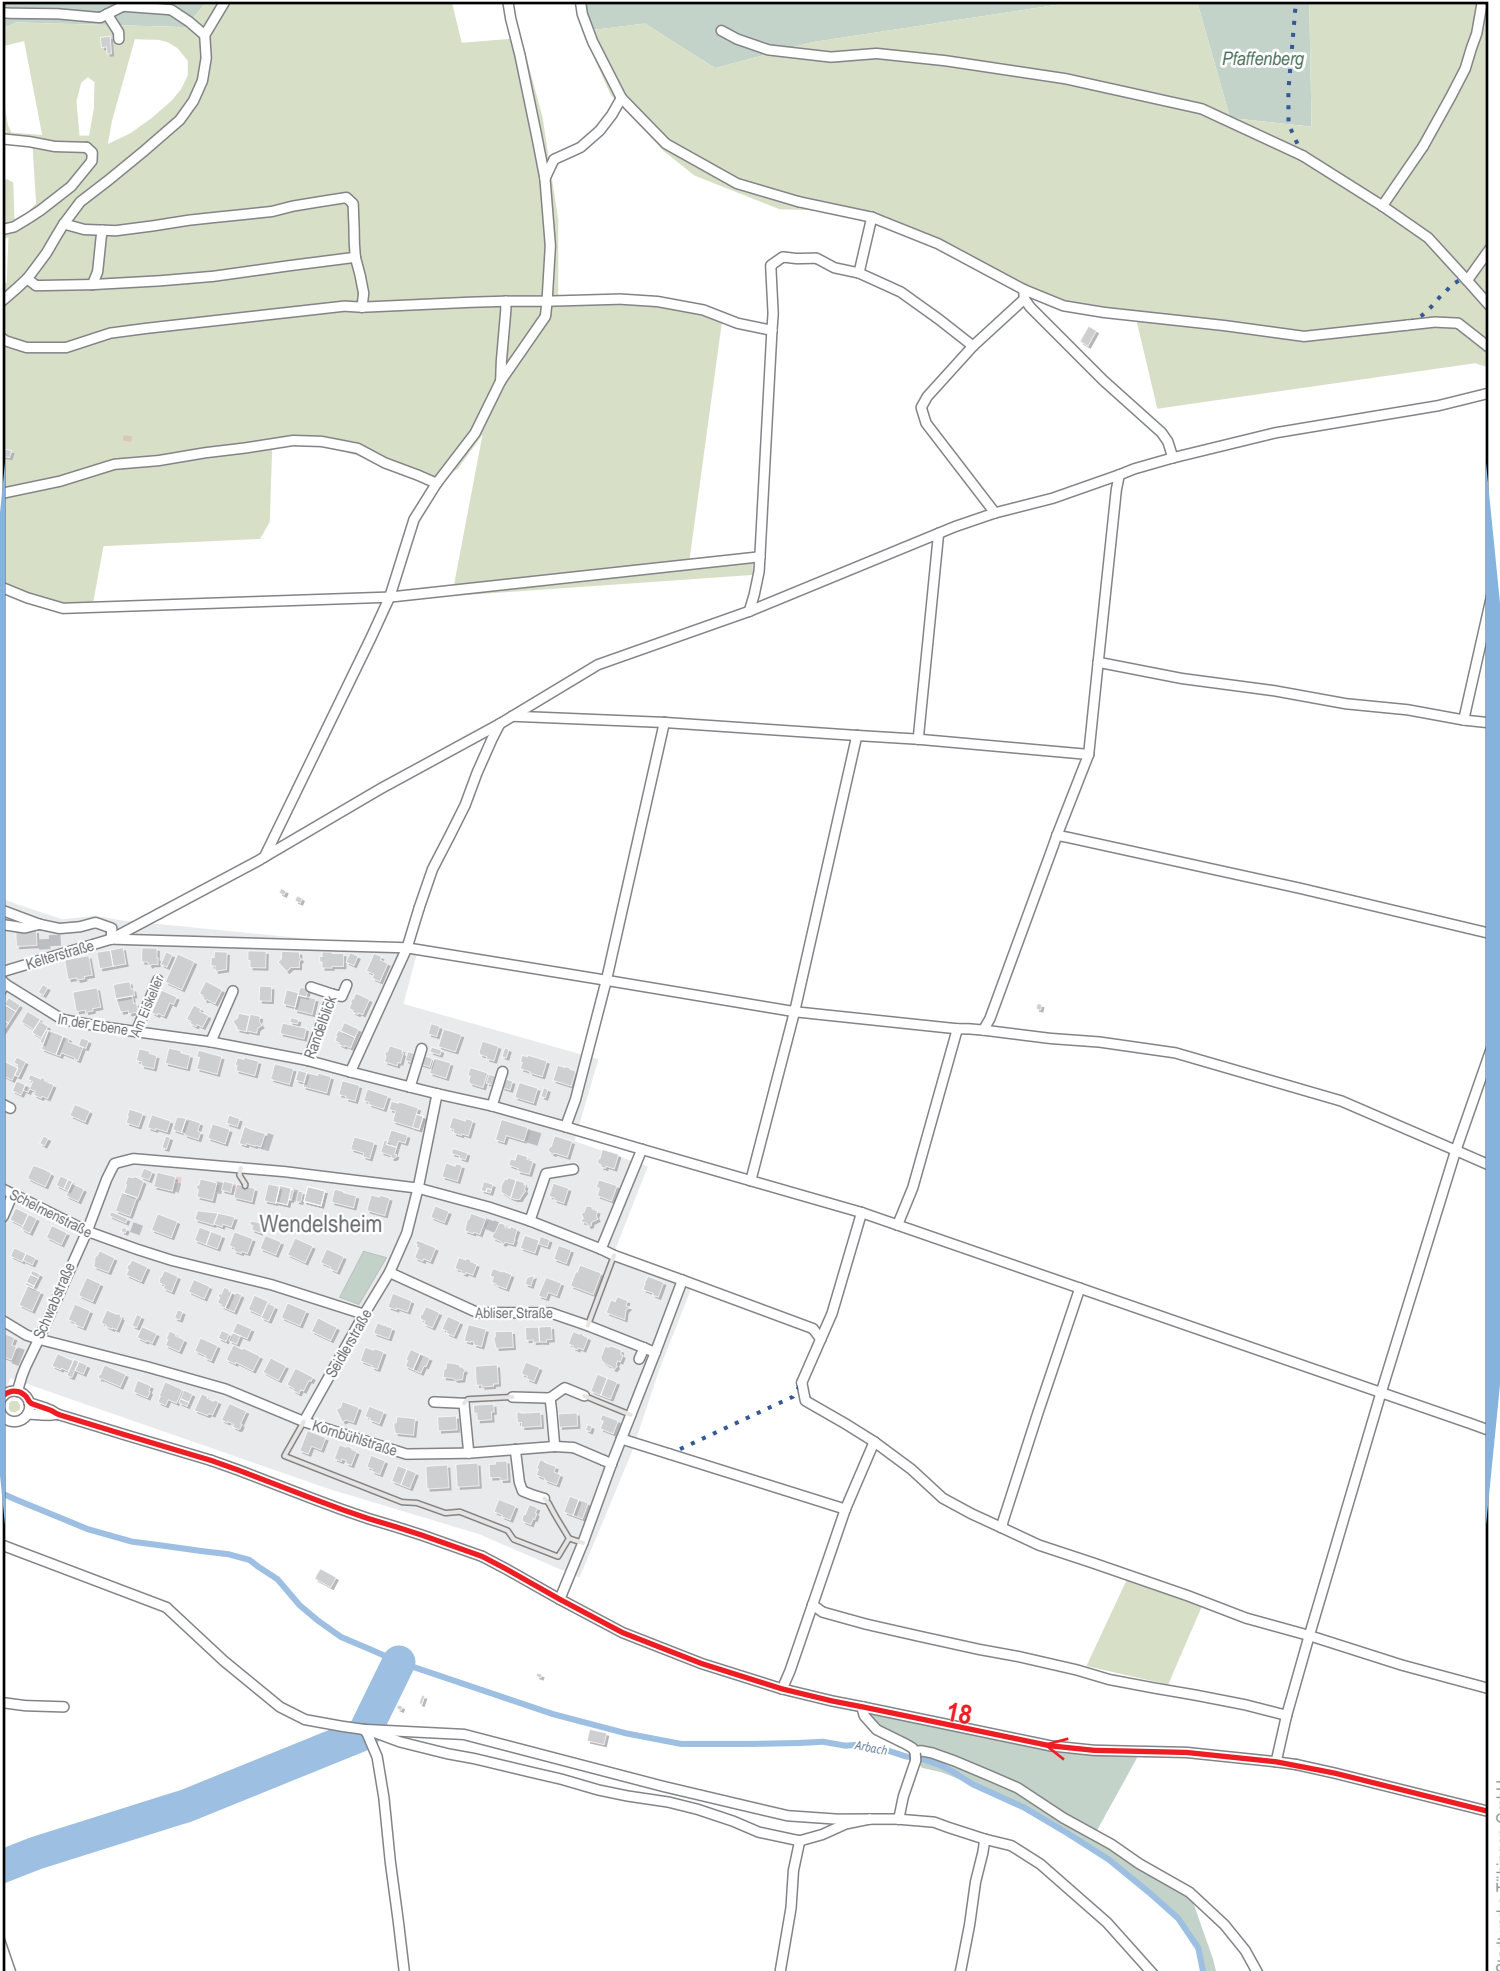 Pfaffenberg
Kelterstraße
Am Eiskeller
In der Ebene
Randelblick
Schelmenstraße
Wendelsheim
Schwabstraße
Abliser Straße
Seidlerstraße
Kornbühlstraße
18
Arbach